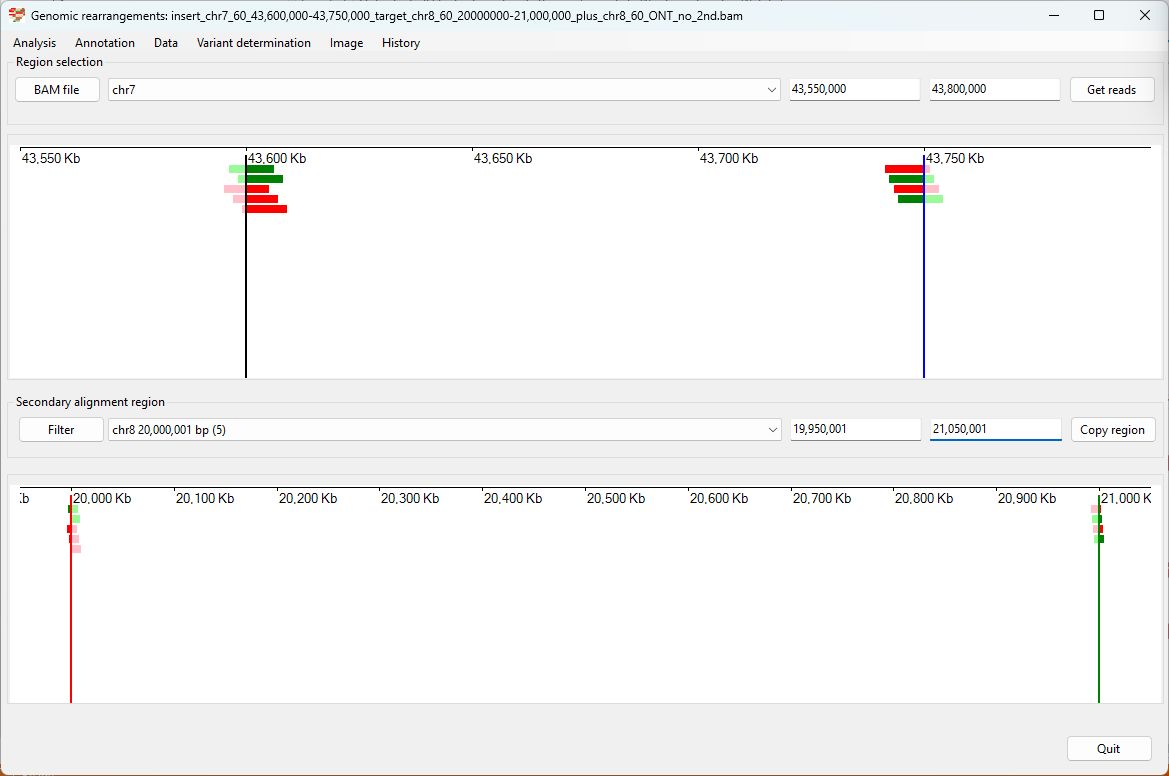 Genomic rearrangements: insert_chr7_60_43,600,000-43,750,000_target_chr8_60_20000000-21,000,000_plus_chr8_60_ONT_no_2nd.bam
Analysis Annotation Data Variant determination Image History
Region selection
BAM file chr7 43,550,000 43,800,000 Get reads
43,550 Kb 43,600 Kb 43,650 Kb 43,700 Kb 43,750 Kb
Secondary alignment region
Filter chr8 20,000,001 bp (5) 19,950,001 21,050,001 Copy region
b 20,000 Kb 20,100 Kb 20,200 Kb 20,300 Kb 20,400 Kb 20,500 Kb 20,600 Kb 20,700 Kb 20,800 Kb 20,900 Kb 21,000 K
Quit